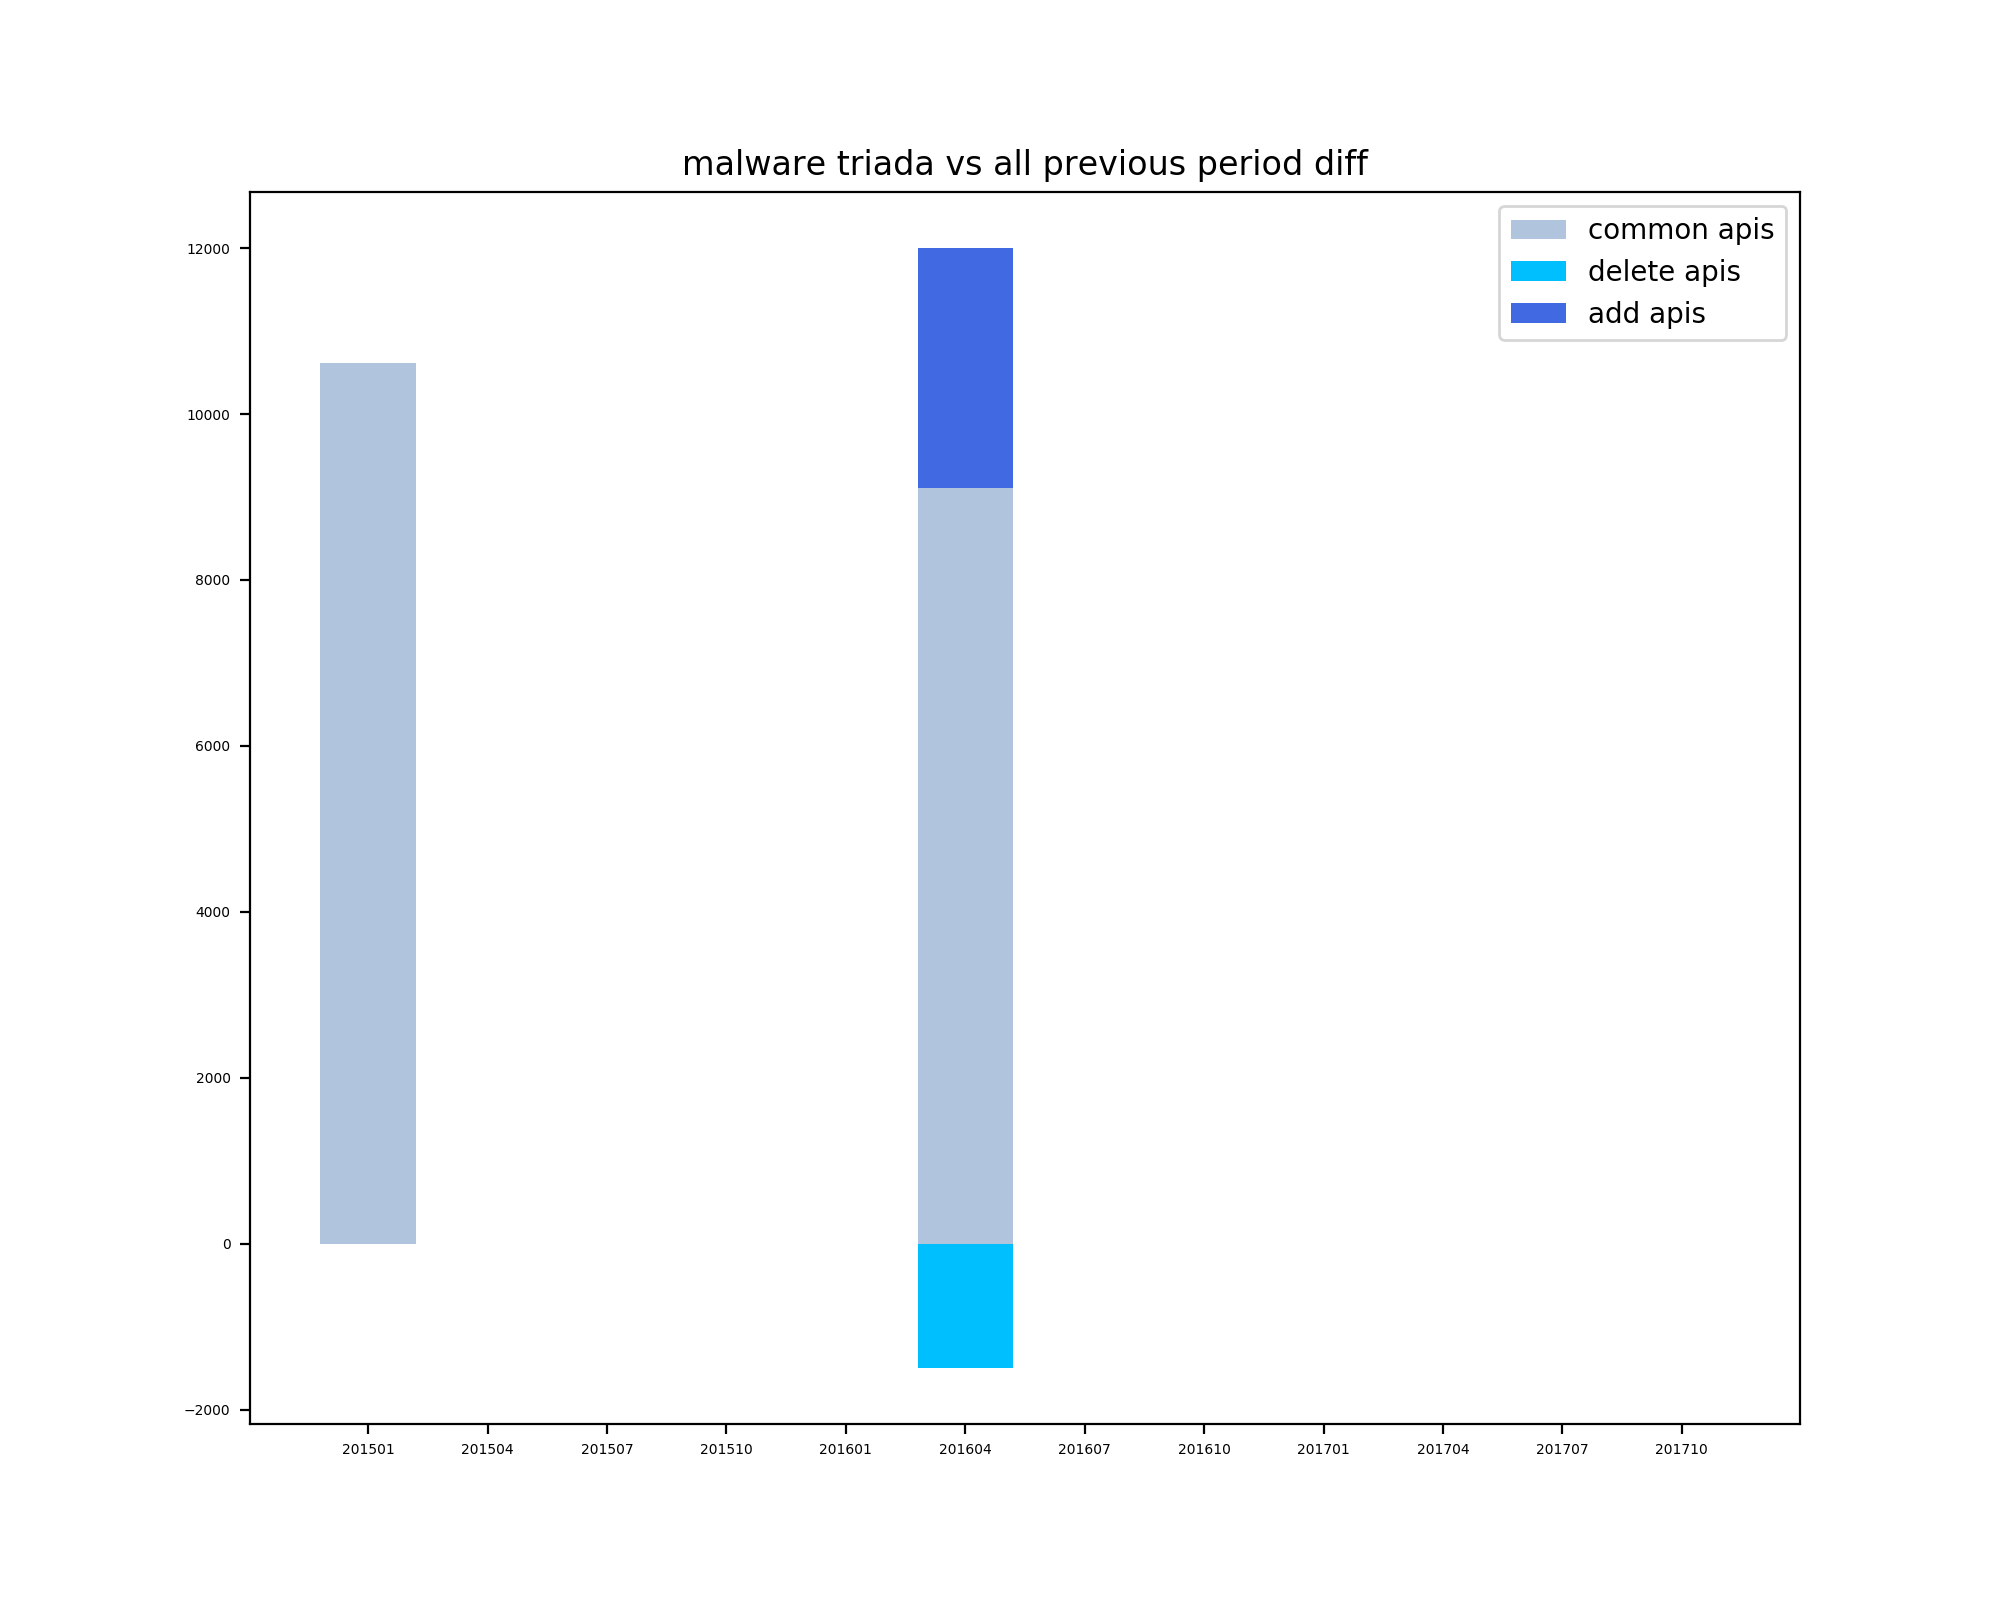 malware triada vs all previous period diff
common apis
delete apis
add apis
12000
10000
8000
6000
4000
2000
0
−2000
201501 201504 201507 201510 201601 201604 201607 201610 201701 201704 201707 201710